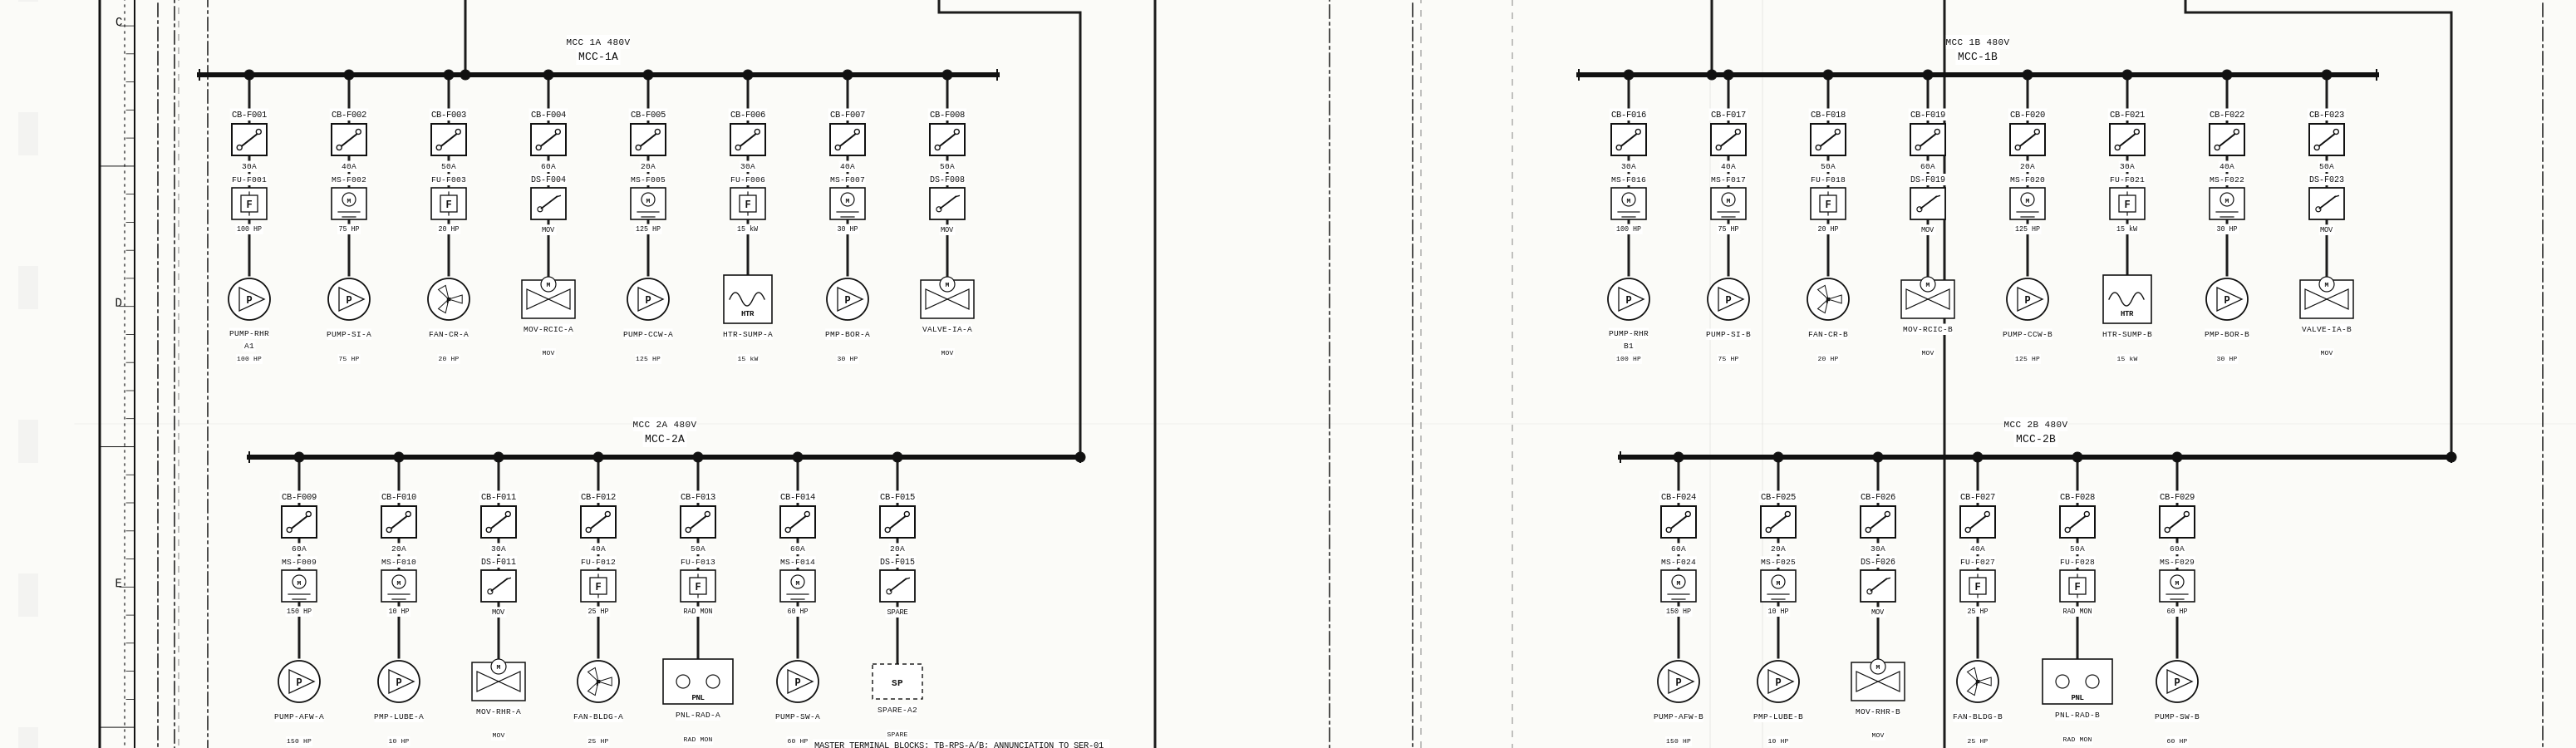 C
MCC 1A 480V
MCC-1A
MCC 1B 480V
MCC-1B
CB-F001 CB-F002 CB-F003 CB-F004 CB-F005 CB-F006 CB-F007 CB-F008
CB-F016 CB-F017 CB-F018 CB-F019 CB-F020 CB-F021 CB-F022 CB-F023
30A 40A 50A 60A 20A 30A 40A 50A
30A 40A 50A 60A 20A 30A 40A 50A
FU-F001 MS-F002 FU-F003 DS-F004 MS-F005 FU-F006 MS-F007 DS-F008
MS-F016 MS-F017 FU-F018 DS-F019 MS-F020 FU-F021 MS-F022 DS-F023
F M F M F M
M M F M F M
100 HP 75 HP 20 HP MOV 125 HP 15 kW 30 HP MOV
100 HP 75 HP 20 HP MOV 125 HP 15 kW 30 HP MOV
D
P P M P HTR P M
P P M P HTR P M
PUMP-RHR A1 PUMP-SI-A FAN-CR-A MOV-RCIC-A PUMP-CCW-A HTR-SUMP-A PMP-BOR-A VALVE-IA-A
PUMP-RHR B1 PUMP-SI-B FAN-CR-B MOV-RCIC-B PUMP-CCW-B HTR-SUMP-B PMP-BOR-B VALVE-IA-B
100 HP 75 HP 20 HP MOV 125 HP 15 kW 30 HP MOV
100 HP 75 HP 20 HP MOV 125 HP 15 kW 30 HP MOV
MCC 2A 480V
MCC-2A
MCC 2B 480V
MCC-2B
CB-F009 CB-F010 CB-F011 CB-F012 CB-F013 CB-F014 CB-F015
CB-F024 CB-F025 CB-F026 CB-F027 CB-F028 CB-F029
60A 20A 30A 40A 50A 60A 20A
60A 20A 30A 40A 50A 60A
MS-F009 MS-F010 DS-F011 FU-F012 FU-F013 MS-F014 DS-F015
MS-F024 MS-F025 DS-F026 FU-F027 FU-F028 MS-F029
E
M M F F M
M M F F M
150 HP 10 HP MOV 25 HP RAD MON 60 HP SPARE
150 HP 10 HP MOV 25 HP RAD MON 60 HP
P P M PNL P SP
P P M PNL P
PUMP-AFW-A PMP-LUBE-A MOV-RHR-A FAN-BLDG-A PNL-RAD-A PUMP-SW-A SPARE-A2
PUMP-AFW-B PMP-LUBE-B MOV-RHR-B FAN-BLDG-B PNL-RAD-B PUMP-SW-B
150 HP 10 HP MOV 25 HP RAD MON 60 HP SPARE
150 HP 10 HP MOV 25 HP RAD MON 60 HP
MASTER TERMINAL BLOCKS: TB-RPS-A/B; ANNUNCIATION TO SER-01